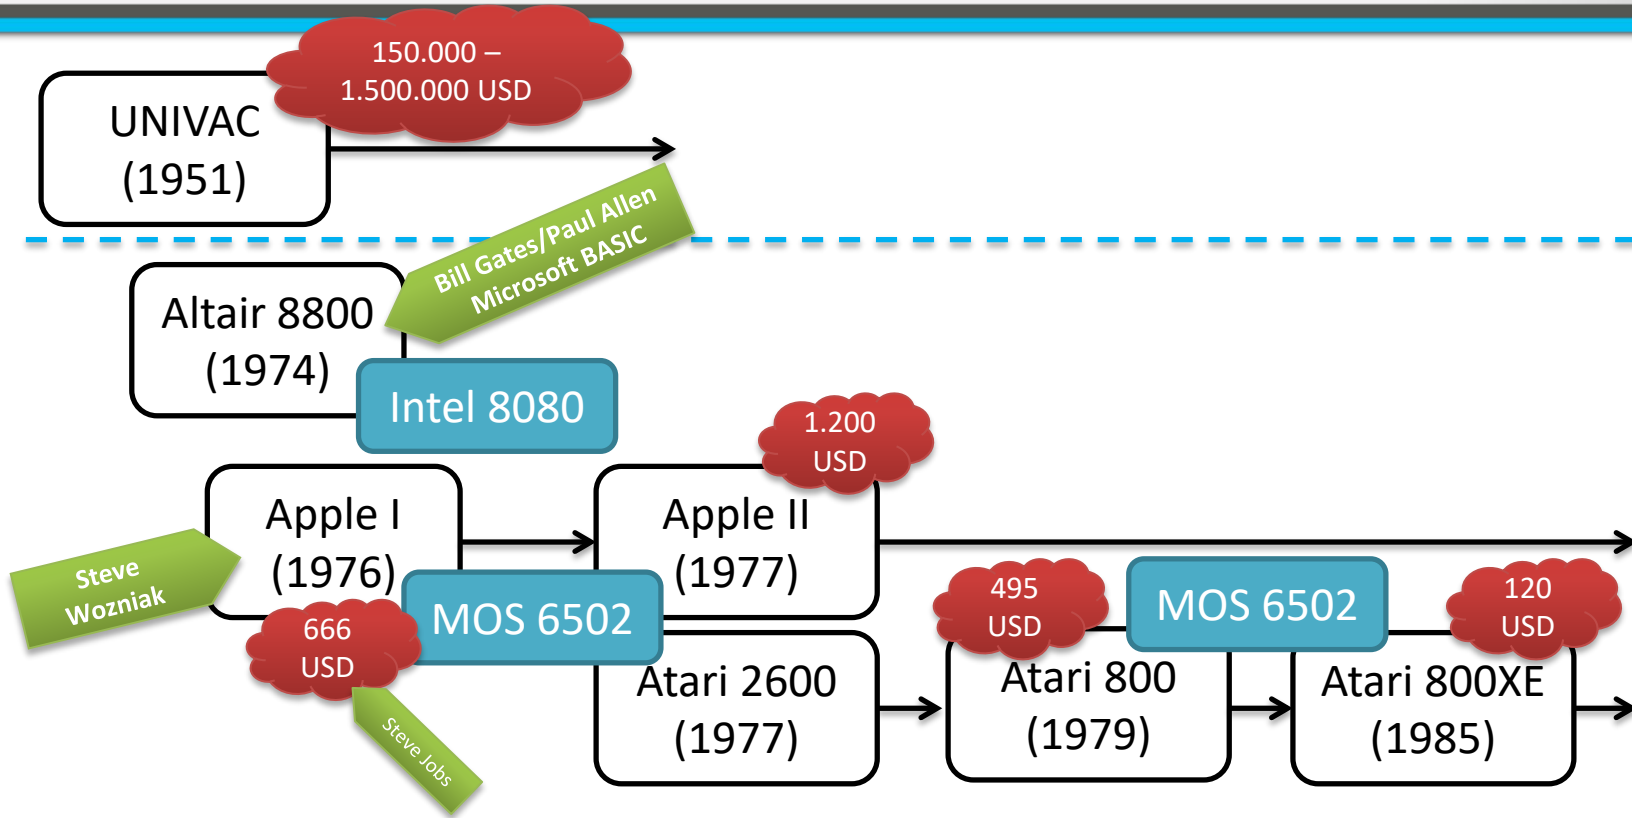 150.000 –
1.500.000 USD
UNIVAC
(1951)
Bill Gates/Paul Allen
Microsoft BASIC
Altair 8800
(1974)
Intel 8080
1.200
USD
Apple I
(1976)
Apple II
(1977)
Steve
Wozniak
MOS 6502
666
USD
Steve Jobs
495
USD
MOS 6502
120
USD
Atari 2600
(1977)
Atari 800
(1979)
Atari 800XE
(1985)